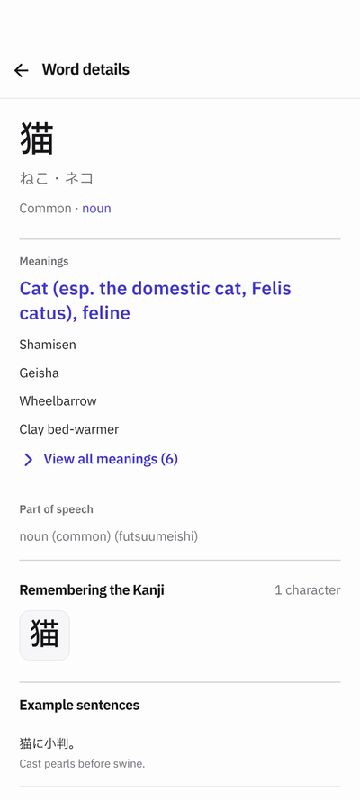 Word details
猫
ねこ・ネコ
Common · noun
Meanings
Cat (esp. the domestic cat, Felis
catus), feline
Shamisen
Geisha
Wheelbarrow
Clay bed-warmer
View all meanings (6)
Part of speech
noun (common) (futsuumeishi)
Remembering the Kanji
1 character
猫
Example sentences
猫に小判。
Cast pearls before swine.